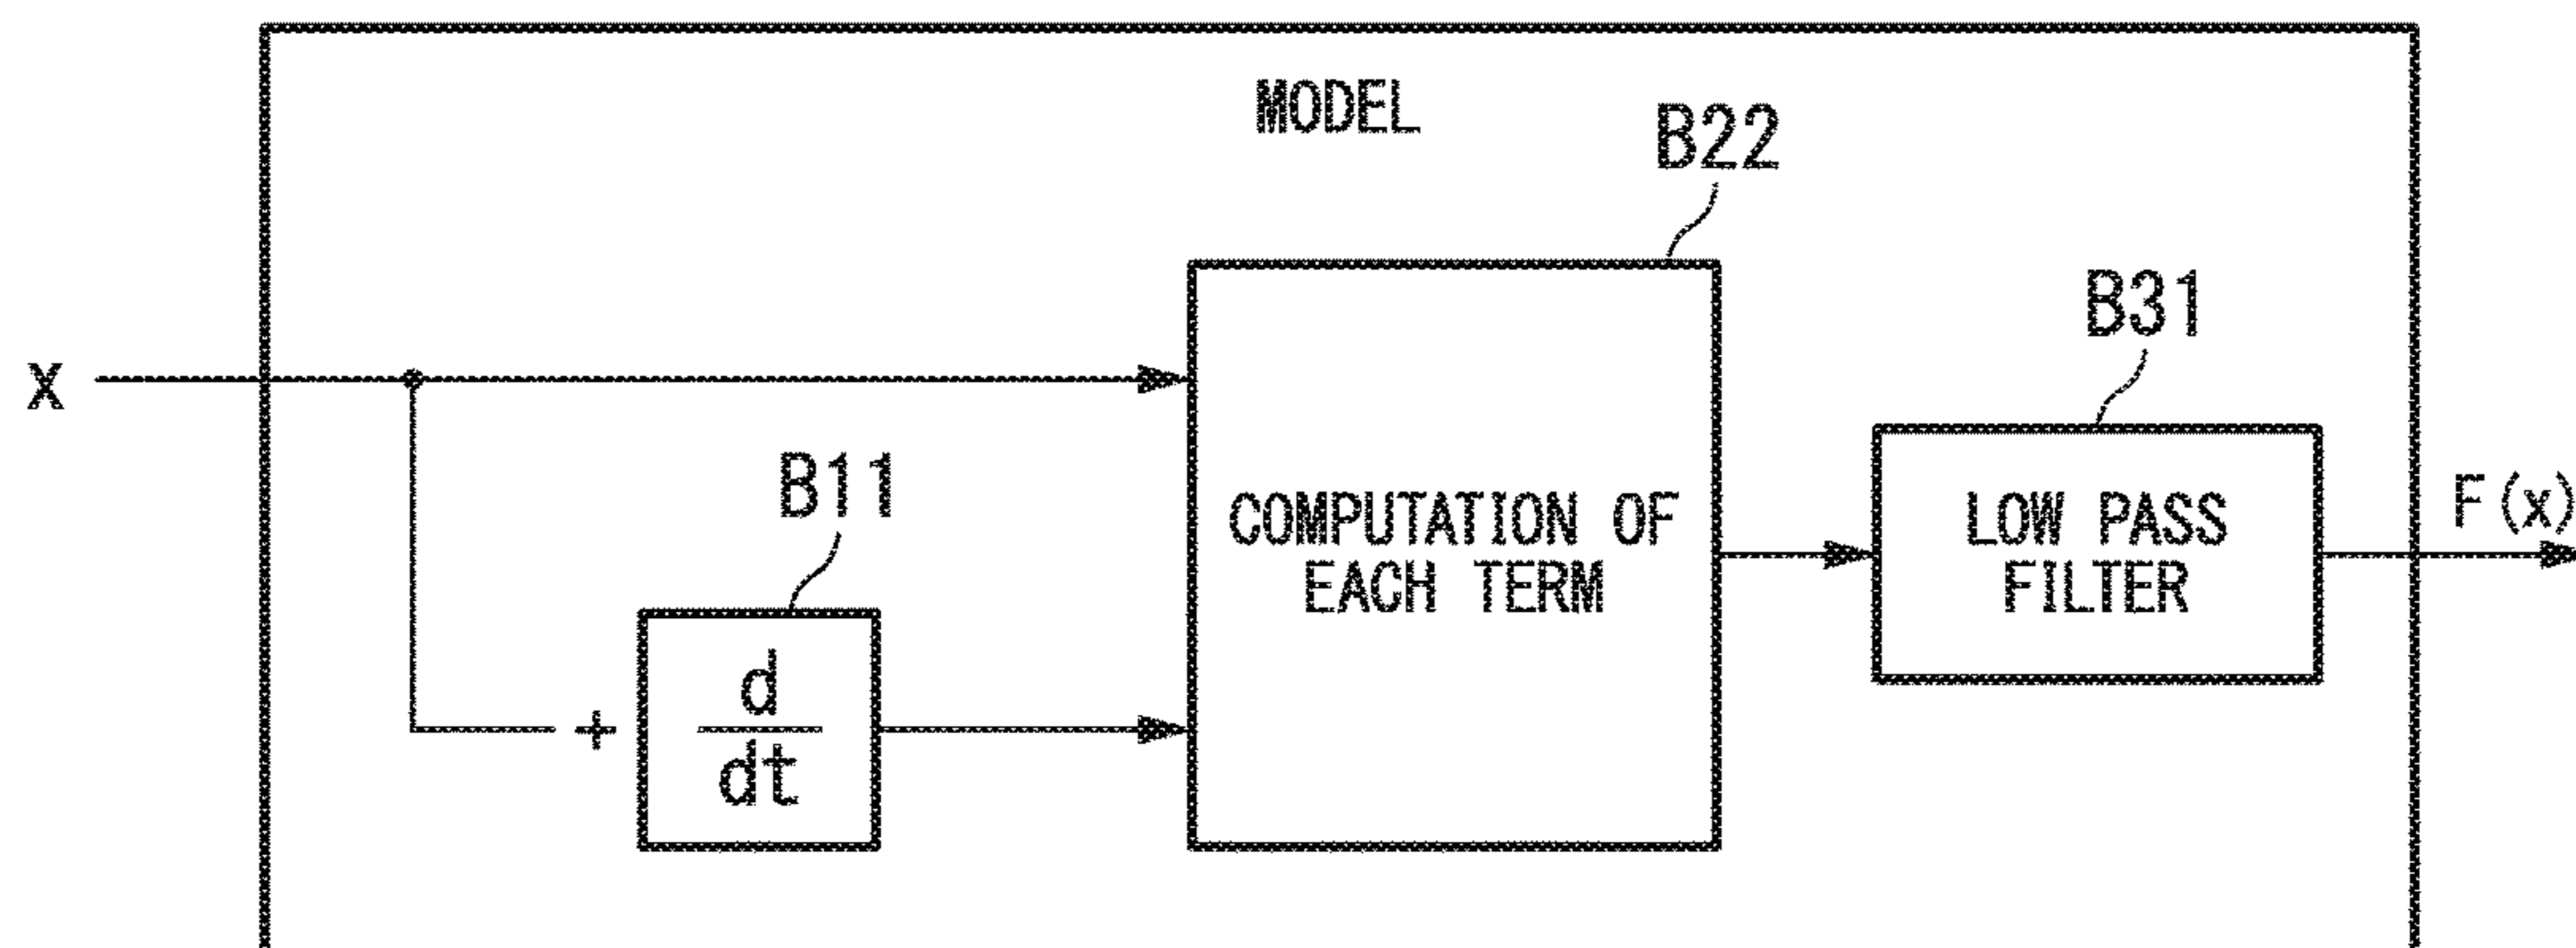 MODEL
B22
B31
X
B11
COMPUTATION OF
EACH TERM
LOW PASS
FILTER
F(x)
+
d
dt